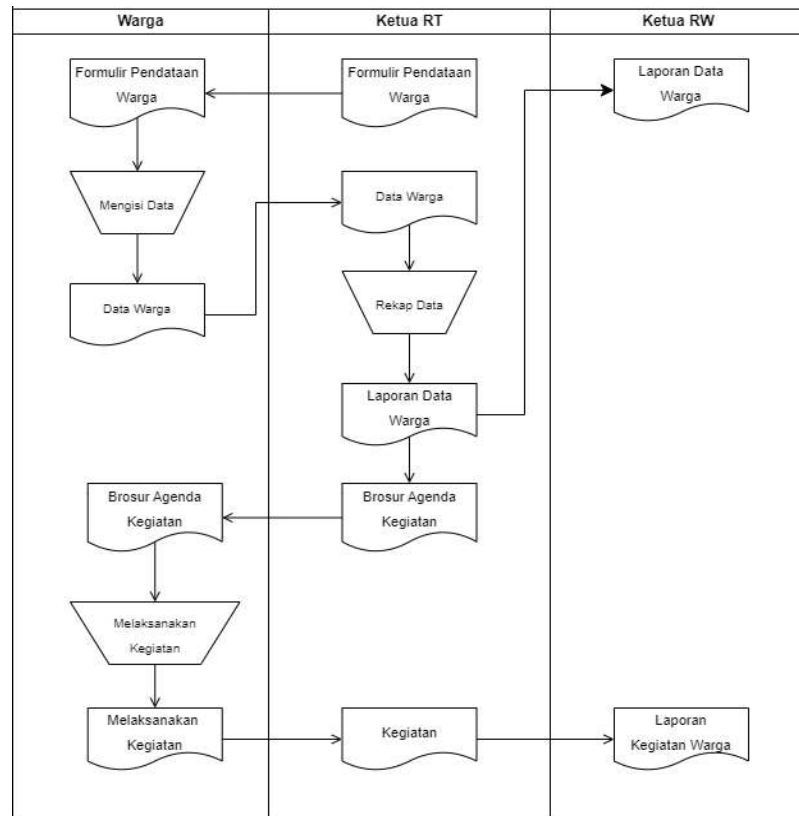 Warga
Ketua RT
Ketua RW
Formulir Pendataan
Warga
Formulir Pendataan
Warga
Laporan Data
Warga
Mengisi Data
Data Warga
Data Warga
Rekap Data
Laporan Data
Warga
Brosur Agenda
Kegiatan
Brosur Agenda
Kegiatan
Melaksanakan
Kegiatan
Melaksanakan
Kegiatan
Kegiatan
Laporan
Kegiatan Warga